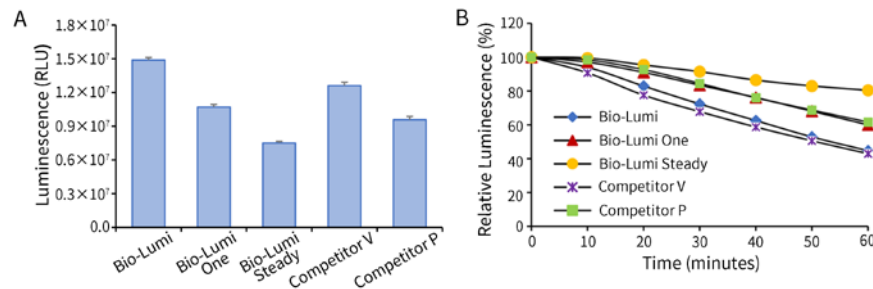 A
Luminescence (RLU)
1.8×10⁷
1.5×10⁷
1.2×10⁷
0.9×10⁷
0.6×10⁷
0.3×10⁷
0.0
Bio-Lumi
Bio-Lumi
One
Bio-Lumi
Steady
Competitor V
Competitor P
B
Relative Luminescence (%)
120
100
80
60
40
20
0
Bio-Lumi
Bio-Lumi One
Bio-Lumi Steady
Competitor V
Competitor P
0 10 20 30 40 50 60
Time (minutes)